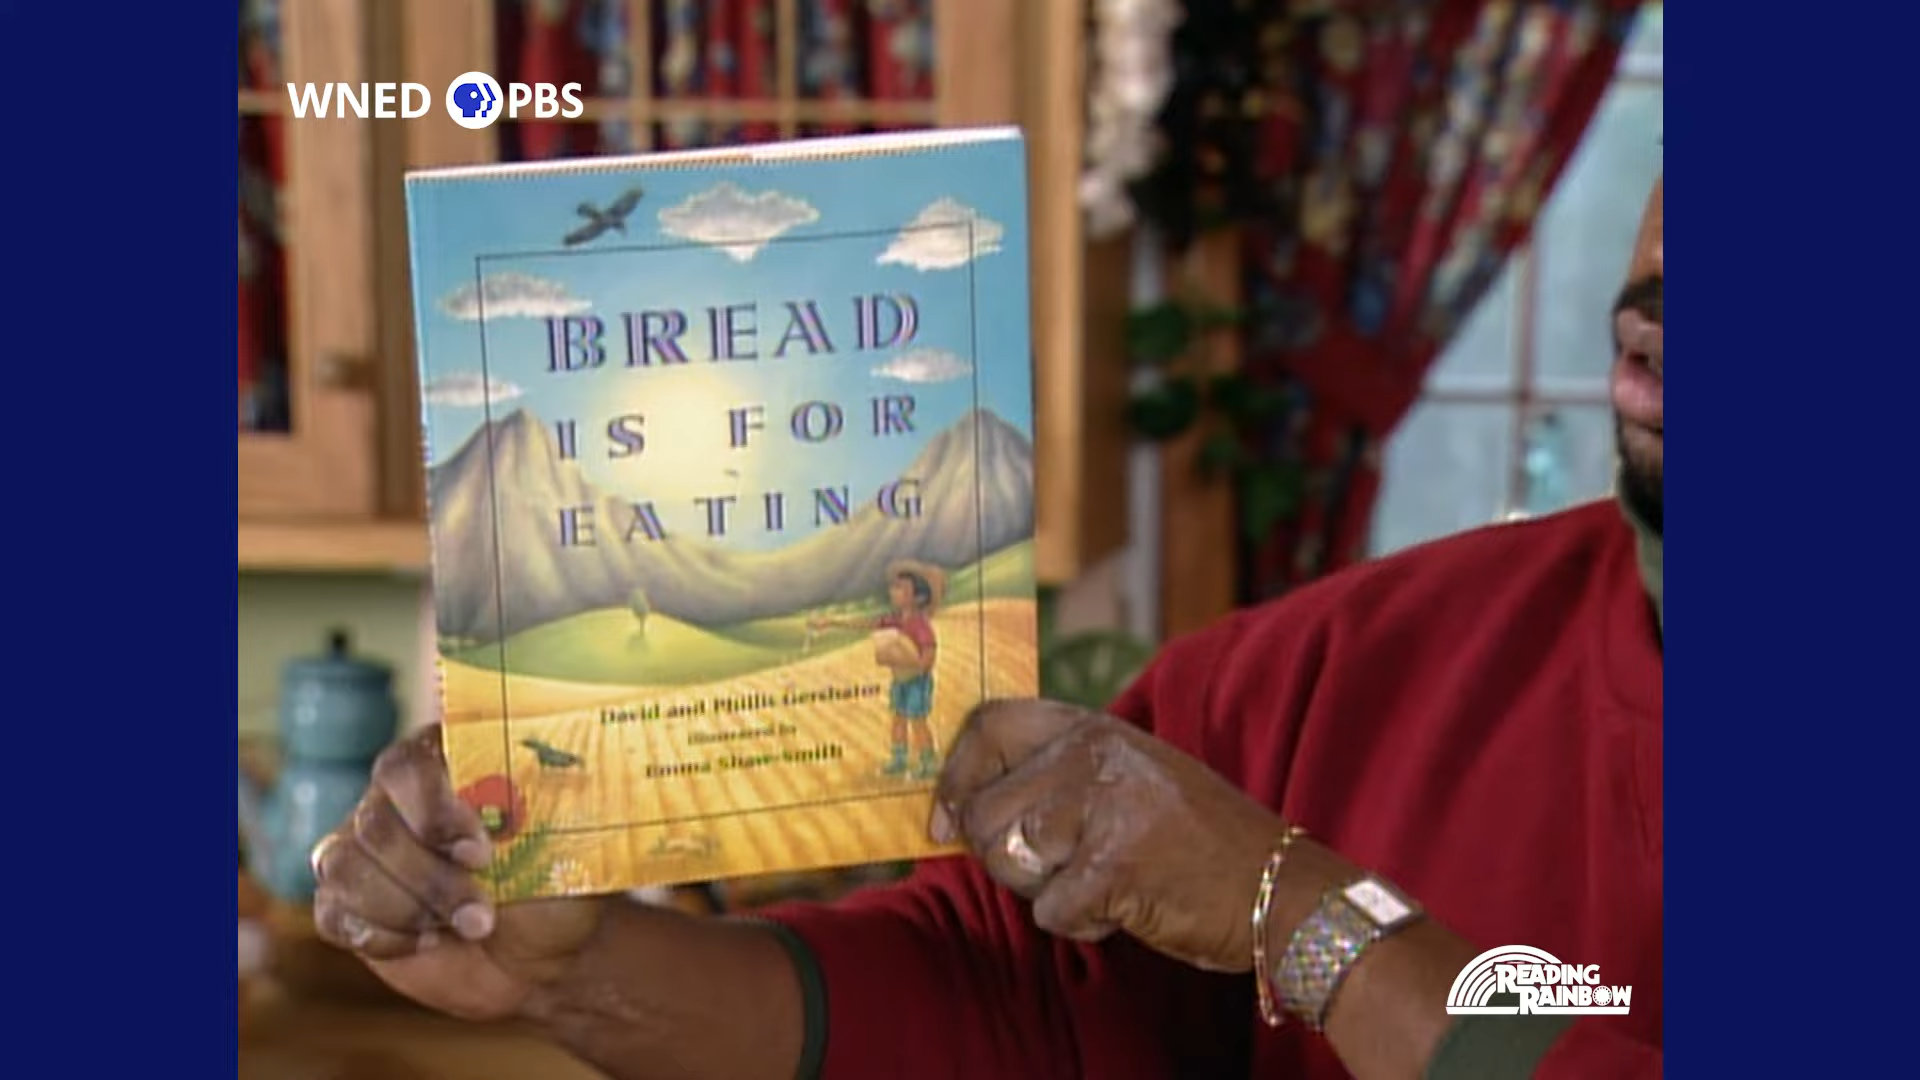 WNED PBS
BREAD
IS FOR
EATING
David and Phillis Gershator
illustrated by
Emma Shaw-Smith
READING
RAINBOW